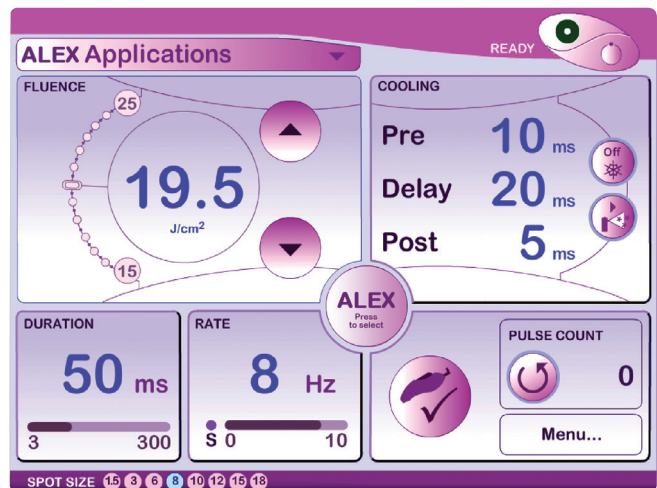 ALEX Applications
READY
FLUENCE
25
19.5
J/cm²
15
COOLING
Pre 10 ms
Delay 20 ms
Post 5 ms
Off
ALEX
Press
to select
DURATION
50 ms
3 300
RATE
8 Hz
S 0 10
PULSE COUNT
0
Menu...
SPOT SIZE 1.5 3 6 8 10 12 15 18